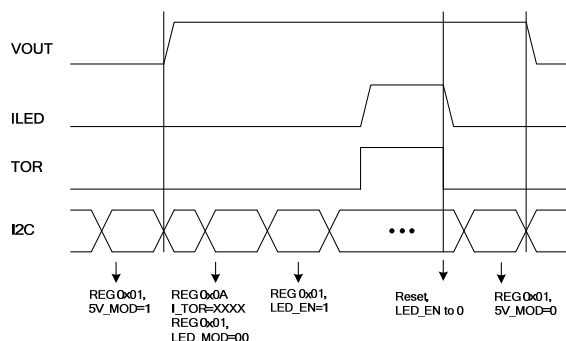 VOUT
ILED
TOR
I2C
REG 0x01,
5V_MOD=1
REG 0x0A
I_TOR=XXXX
REG 0x01,
LED_MOD=00
REG 0x01,
LED_EN=1
Reset,
LED_EN to 0
REG 0x01,
5V_MOD=0